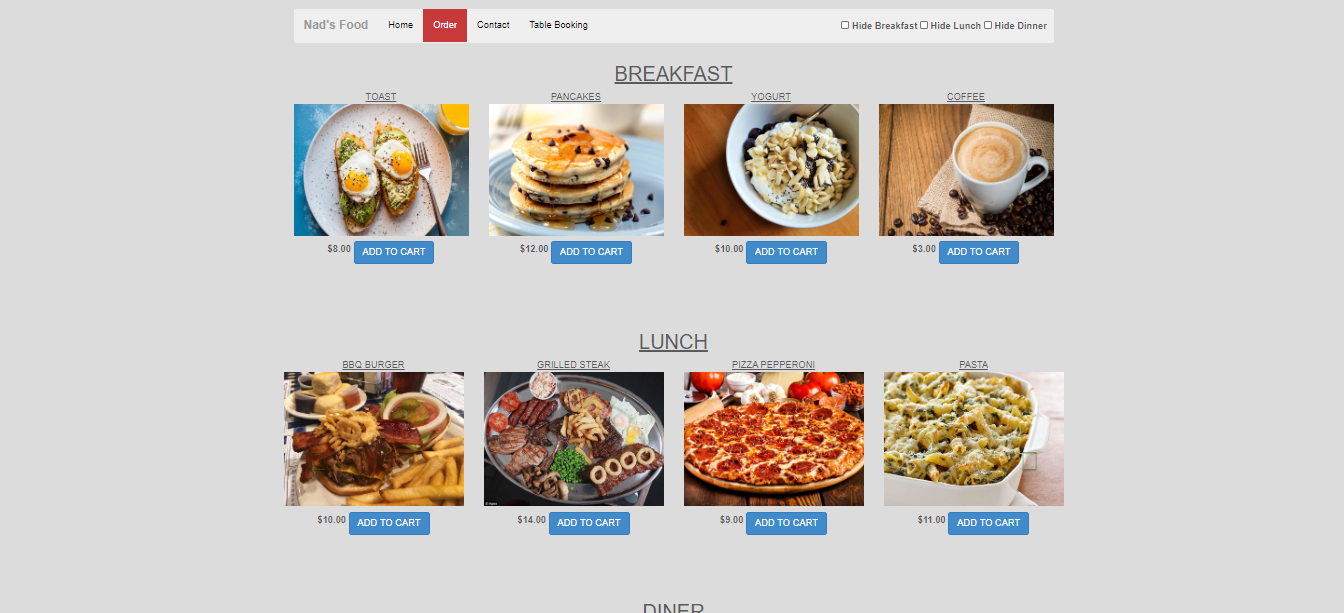 Nad's Food Home Order Contact Table Booking Hide Breakfast Hide Lunch Hide Dinner
BREAKFAST
TOAST PANCAKES YOGURT COFFEE
$8.00 ADD TO CART $12.00 ADD TO CART $10.00 ADD TO CART $3.00 ADD TO CART
LUNCH
BBQ BURGER GRILLED STEAK PIZZA PEPPERONI PASTA
$10.00 ADD TO CART $14.00 ADD TO CART $9.00 ADD TO CART $11.00 ADD TO CART
DINER